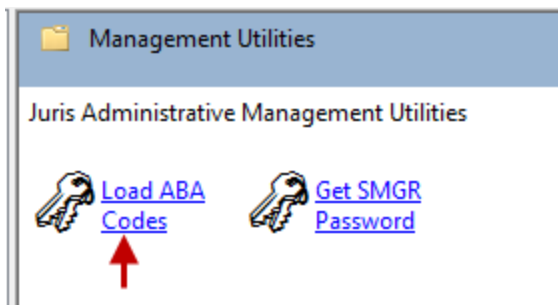 Management Utilities
Juris Administrative Management Utilities
Load ABA
Codes
Get SMGR
Password